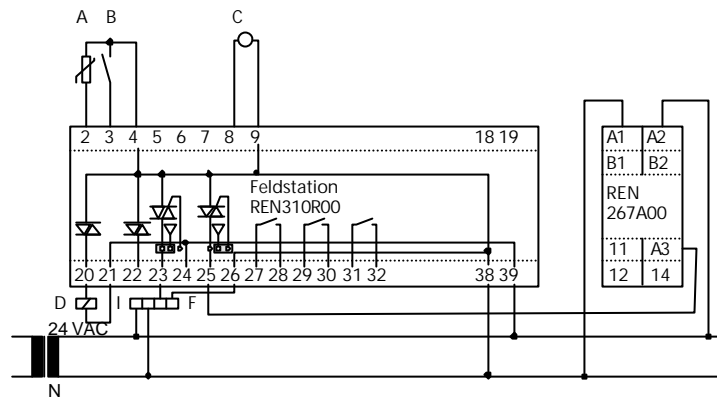 A B C
2 3 4 5 6 7 8 9 18 19
A1 A2
B1 B2
Feldstation
REN310R00
REN
267A00
11 A3
12 14
20 21 22 23 24 25 26 27 28 29 30 31 32 38 39
D I F
24 VAC
N